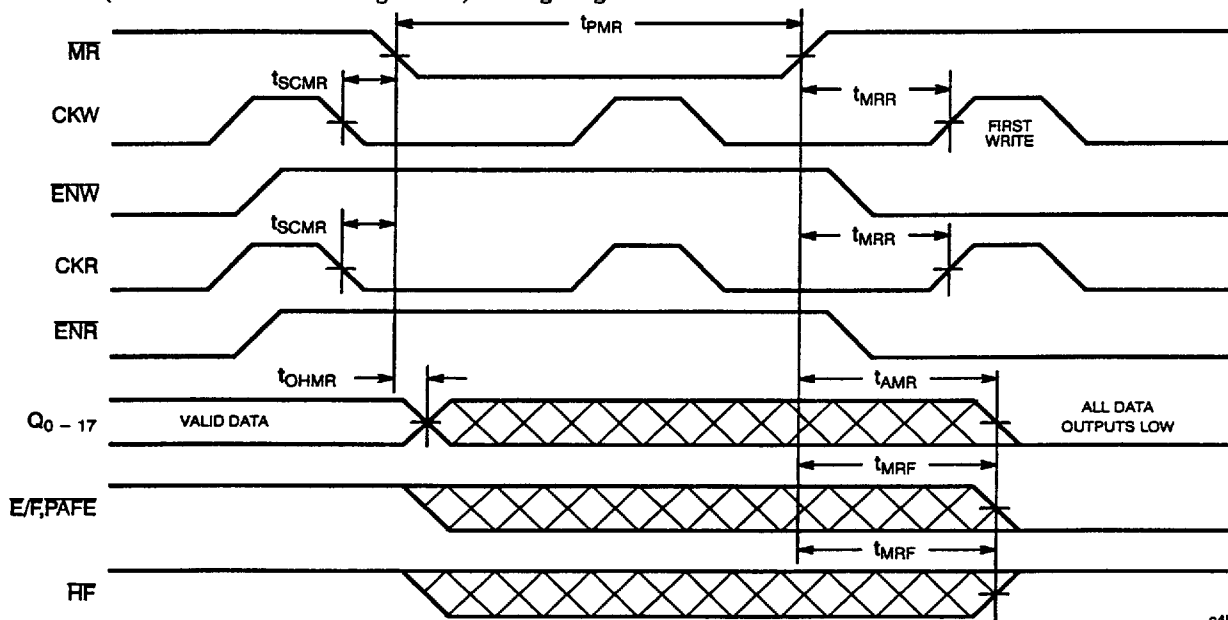 tPMR
MR
tSCMR
tMRR
CKW
FIRST
WRITE
ENW
tSCMR
tMRR
CKR
ENR
tOHMR
tAMR
Q0 – 17
VALID DATA
ALL DATA
OUTPUTS LOW
tMRF
E/F,PAFE
tMRF
HF